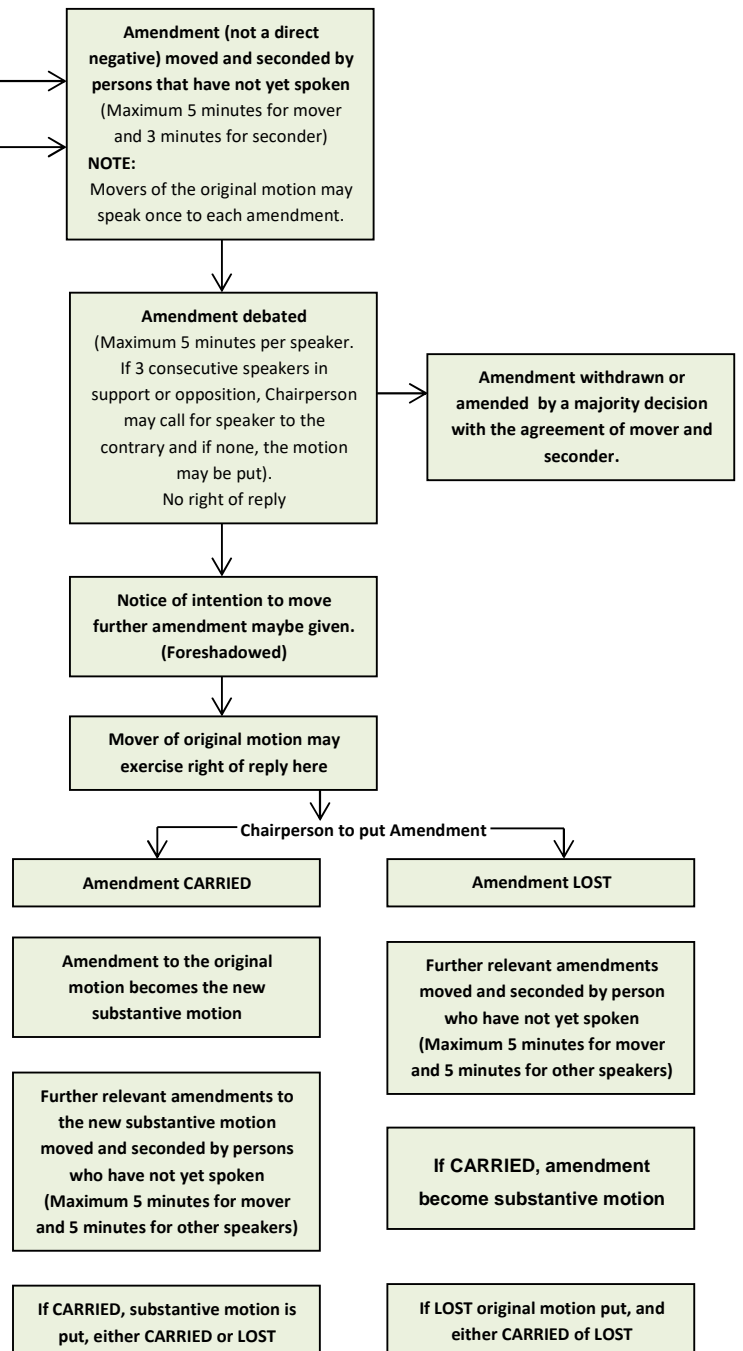 Amendment (not a direct
negative) moved and seconded by
persons that have not yet spoken
(Maximum 5 minutes for mover
and 3 minutes for seconder)
NOTE:
Movers of the original motion may
speak once to each amendment.
Amendment debated
(Maximum 5 minutes per speaker.
If 3 consecutive speakers in
support or opposition, Chairperson
may call for speaker to the
contrary and if none, the motion
may be put).
No right of reply
Amendment withdrawn or
amended by a majority decision
with the agreement of mover and
seconder.
Notice of intention to move
further amendment maybe given.
(Foreshadowed)
Mover of original motion may
exercise right of reply here
Chairperson to put Amendment
Amendment CARRIED
Amendment to the original
motion becomes the new
substantive motion
Further relevant amendments to
the new substantive motion
moved and seconded by persons
who have not yet spoken
(Maximum 5 minutes for mover
and 5 minutes for other speakers)
If CARRIED, substantive motion is
put, either CARRIED or LOST
Amendment LOST
Further relevant amendments
moved and seconded by person
who have not yet spoken
(Maximum 5 minutes for mover
and 5 minutes for other speakers)
If CARRIED, amendment
become substantive motion
If LOST original motion put, and
either CARRIED of LOST